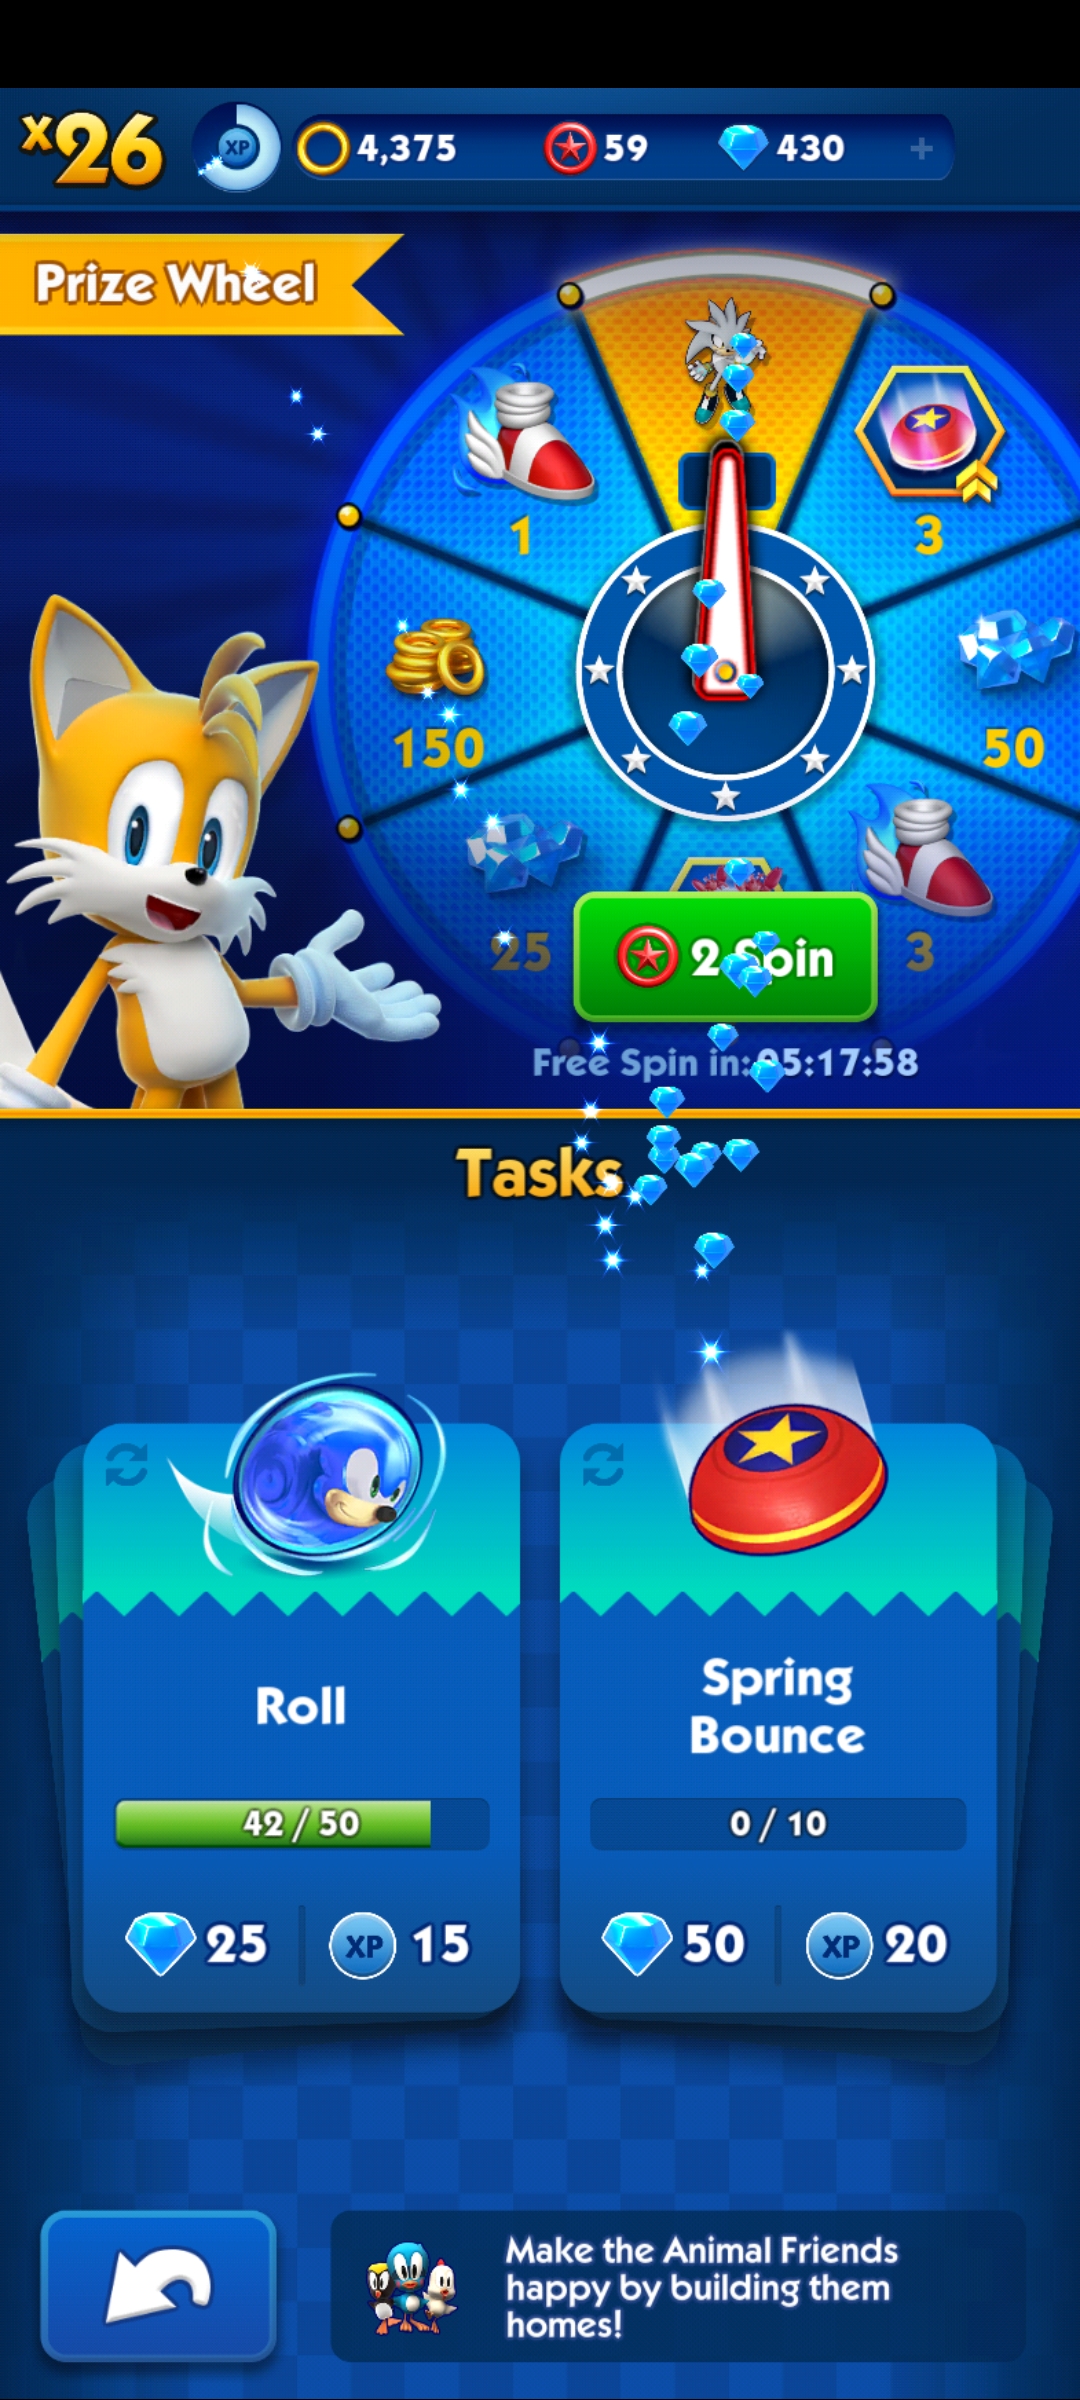 x26
XP
4,375
59
430
+
Prize Wheel
1
3
150
50
25
3
2 Spin
Free Spin in: 05:17:58
Tasks
Roll
42 / 50
25
XP
15
Spring
Bounce
0 / 10
50
XP
20
Make the Animal Friends
happy by building them
homes!